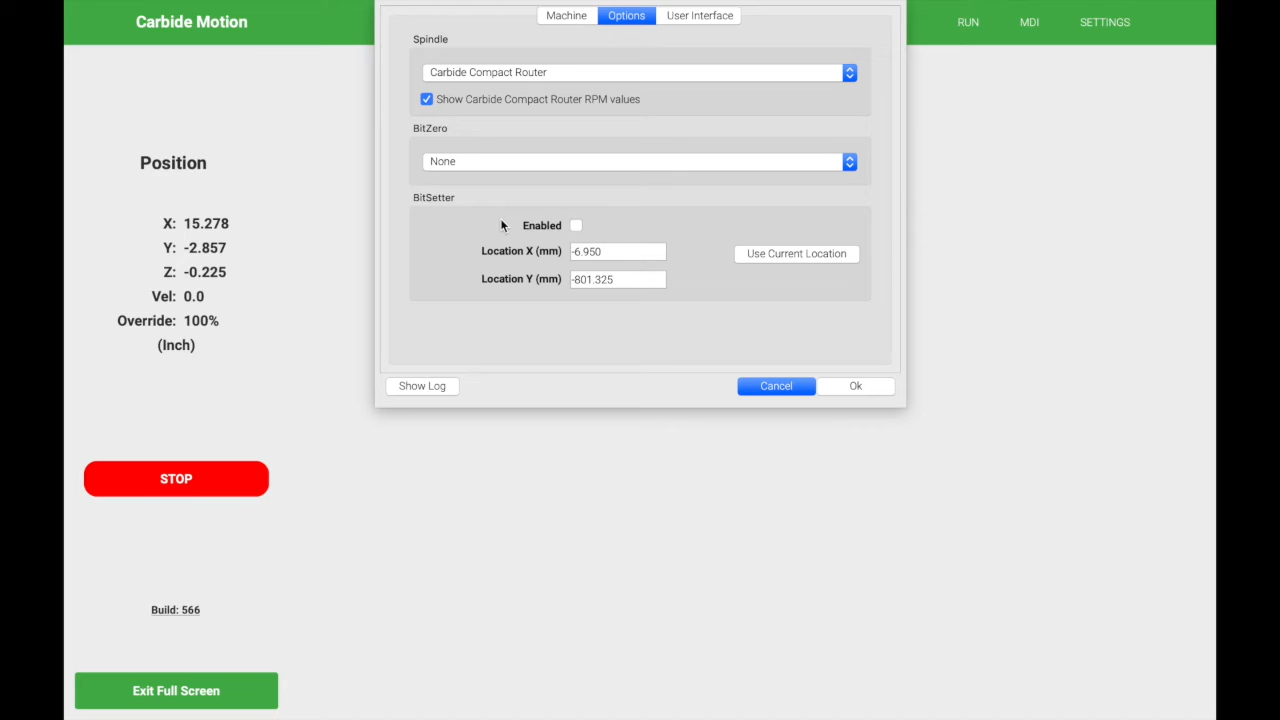 Carbide Motion
RUN
MDI
SETTINGS
Machine
Options
User Interface
Spindle
Carbide Compact Router
Show Carbide Compact Router RPM values
BitZero
None
BitSetter
Enabled
Location X (mm) -6.950
Use Current Location
Location Y (mm) -801.325
Show Log
Cancel
Ok
Position
X: 15.278
Y: -2.857
Z: -0.225
Vel: 0.0
Override: 100%
(Inch)
STOP
Build: 566
Exit Full Screen